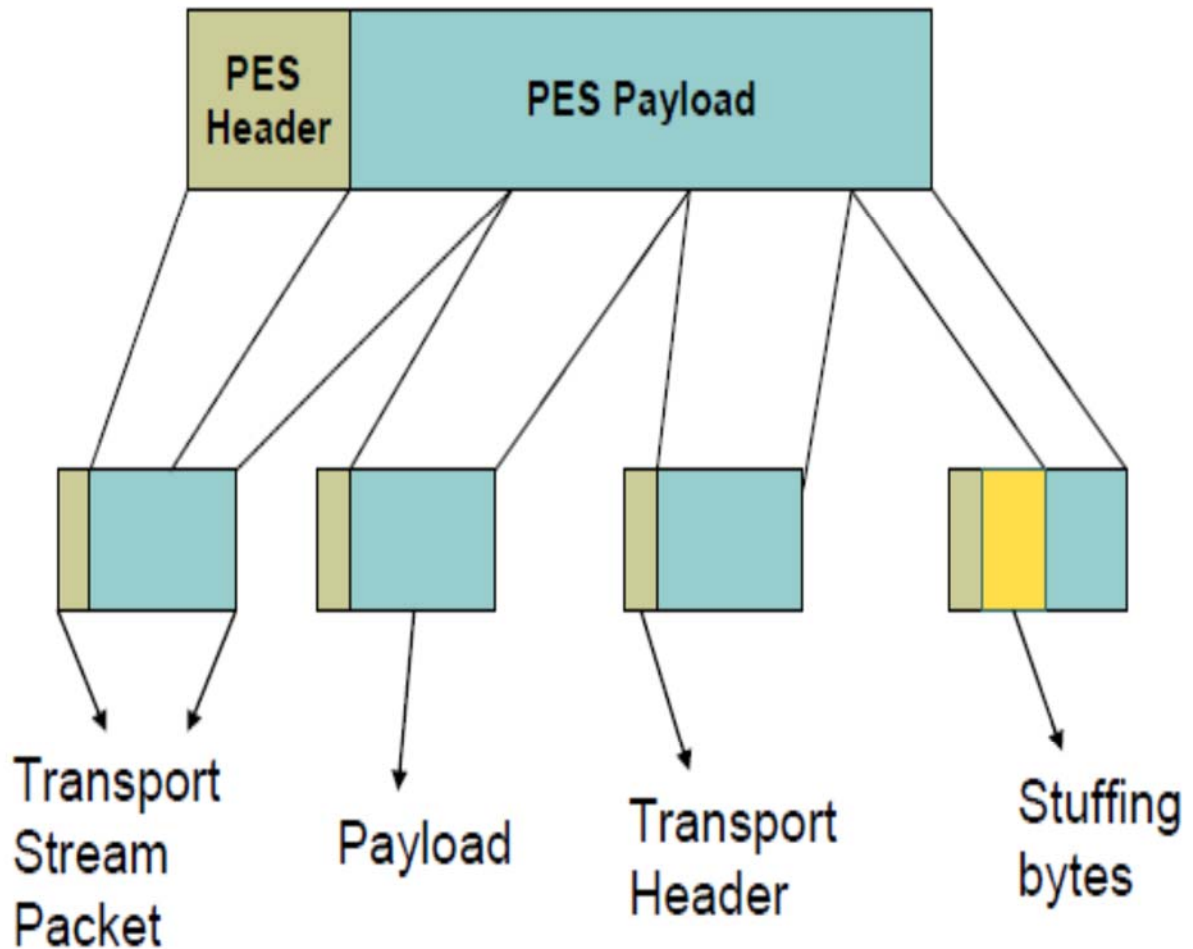 PES
Header
PES Payload
Transport
Stream
Packet
Payload
Transport
Header
Stuffing
bytes